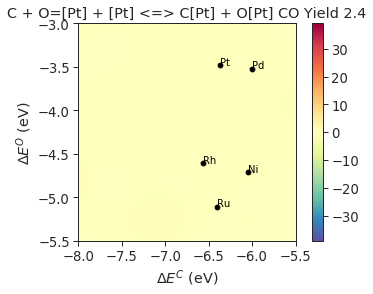 C + O=[Pt] + [Pt] <=> C[Pt] + O[Pt] CO Yield 2.4
−3.0
−3.5
−4.0
−4.5
−5.0
−5.5
ΔE^O (eV)
Pt
Pd
Rh
Ni
Ru
−8.0 −7.5 −7.0 −6.5 −6.0 −5.5
ΔE^C (eV)
30
20
10
0
−10
−20
−30